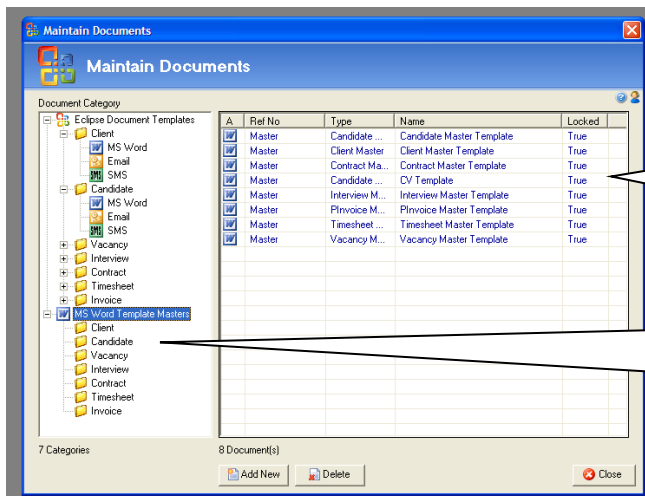 Maintain Documents
Maintain Documents
Document Category
Eclipse Document Templates
Client
MS Word
Email
SMS
Candidate
MS Word
Email
SMS
Vacancy
Interview
Contract
Timesheet
Invoice
MS Word Template Masters
Client
Candidate
Vacancy
Interview
Contract
Timesheet
Invoice
A Ref No Type Name Locked
Master Candidate ... Candidate Master Template True
Master Client Master Client Master Template True
Master Contract Ma... Contract Master Template True
Master Candidate ... CV Template True
Master Interview M... Interview Master Template True
Master PInvoice M... PInvoice Master Template True
Master Timesheet ... Timesheet Master Template True
Master Vacancy M... Vacancy Master Template True
7 Categories 8 Document(s)
Add New Delete Close